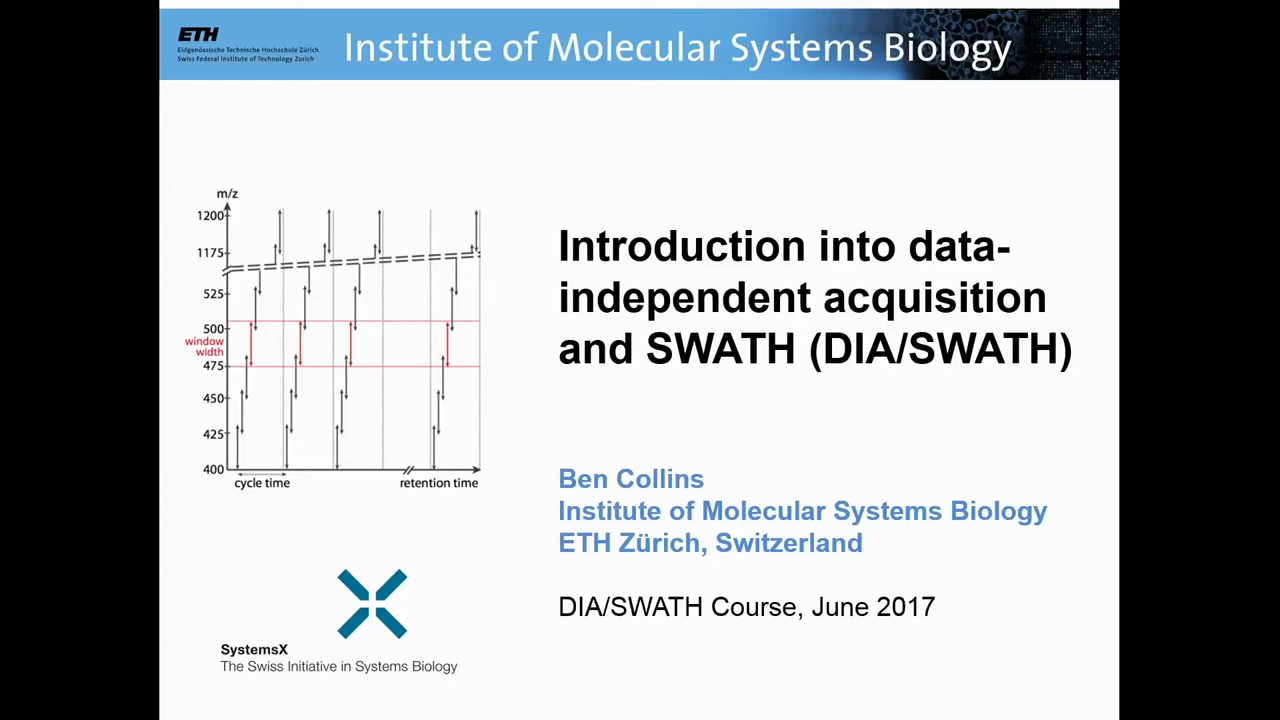 ETH
Eidgenössische Technische Hochschule Zürich
Swiss Federal Institute of Technology Zurich
Institute of Molecular Systems Biology
m/z
1200
1175
525
500
window
width
475
450
425
400
cycle time
retention time
Introduction into data-
independent acquisition
and SWATH (DIA/SWATH)
Ben Collins
Institute of Molecular Systems Biology
ETH Zürich, Switzerland
DIA/SWATH Course, June 2017
SystemsX
The Swiss Initiative in Systems Biology